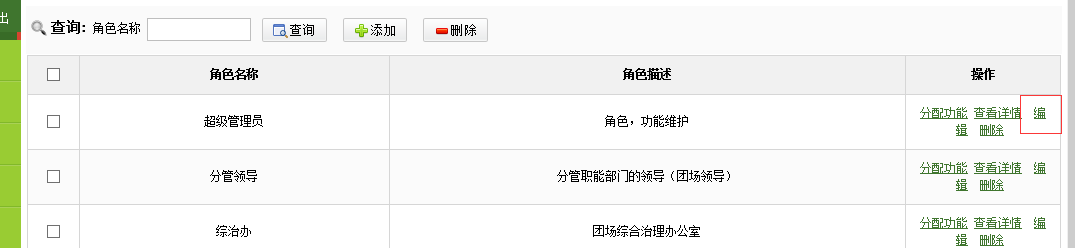 出
查询: 角色名称 查询 添加 删除
角色名称 角色描述 操作
超级管理员 角色，功能维护 分配功能 查看详情 编
辑 删除
分管领导 分管职能部门的领导（团场领导） 分配功能 查看详情 编
辑 删除
综治办 团场综合治理办公室 分配功能 查看详情 编
辑 删除